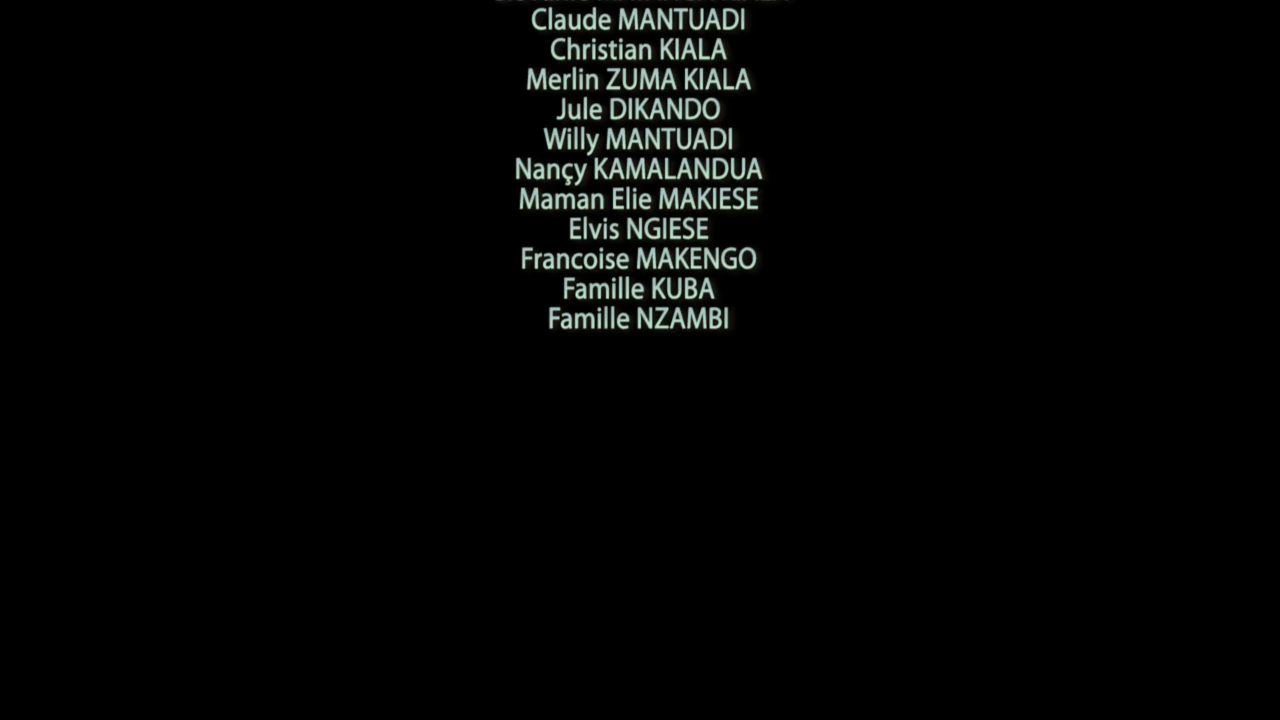 Claude MANTUADI
Christian KIALA
Merlin ZUMA KIALA
Jule DIKANDO
Willy MANTUADI
Nançy KAMALANDUA
Maman Elie MAKIESE
Elvis NGIESE
Francoise MAKENGO
Famille KUBA
Famille NZAMBI